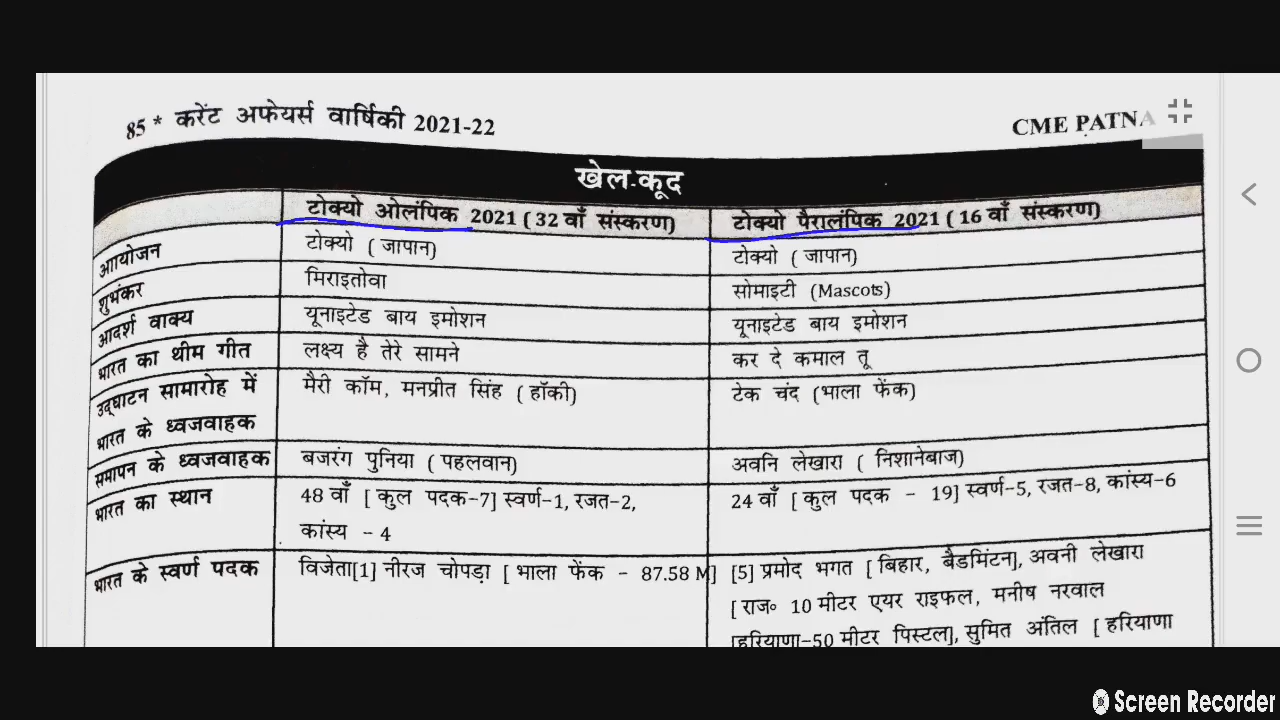 85 * करेंट अफेयर्स वार्षिकी 2021-22
CME PATNA
खेल-कूद
टोक्यो ओलंपिक 2021 ( 32 वाँ संस्करण)
टोक्यो पैरालंपिक 2021 ( 16 वाँ संस्करण)
आयोजन
टोक्यो ( जापान)
टोक्यो ( जापान)
शुभंकर
मिराइतोवा
सोमाइटी (Mascots)
आदर्श वाक्य
यूनाइटेड बाय इमोशन
यूनाइटेड बाय इमोशन
भारत का थीम गीत
लक्ष्य है तेरे सामने
कर दे कमाल तू
उद्घाटन सामारोह में
भारत के ध्वजवाहक
मैरी कॉम, मनप्रीत सिंह ( हॉकी)
टेक चंद (भाला फेंक)
समापन के ध्वजवाहक
बजरंग पुनिया ( पहलवान)
अवनि लेखारा ( निशानेबाज)
भारत का स्थान
48 वाँ [ कुल पदक-7] स्वर्ण-1, रजत-2,
कांस्य - 4
24 वाँ [ कुल पदक - 19] स्वर्ण-5, रजत-8, कांस्य-6
भारत के स्वर्ण पदक
विजेता[1] नीरज चोपड़ा [ भाला फेंक - 87.58 M]
[5] प्रमोद भगत [ बिहार, बैडमिंटन], अवनी लेखारा
[ राज० 10 मीटर एयर राइफल, मनीष नरवाल
[हरियाणा-50 मीटर पिस्टल], सुमित अंतिल [ हरियाणा
Screen Recorder